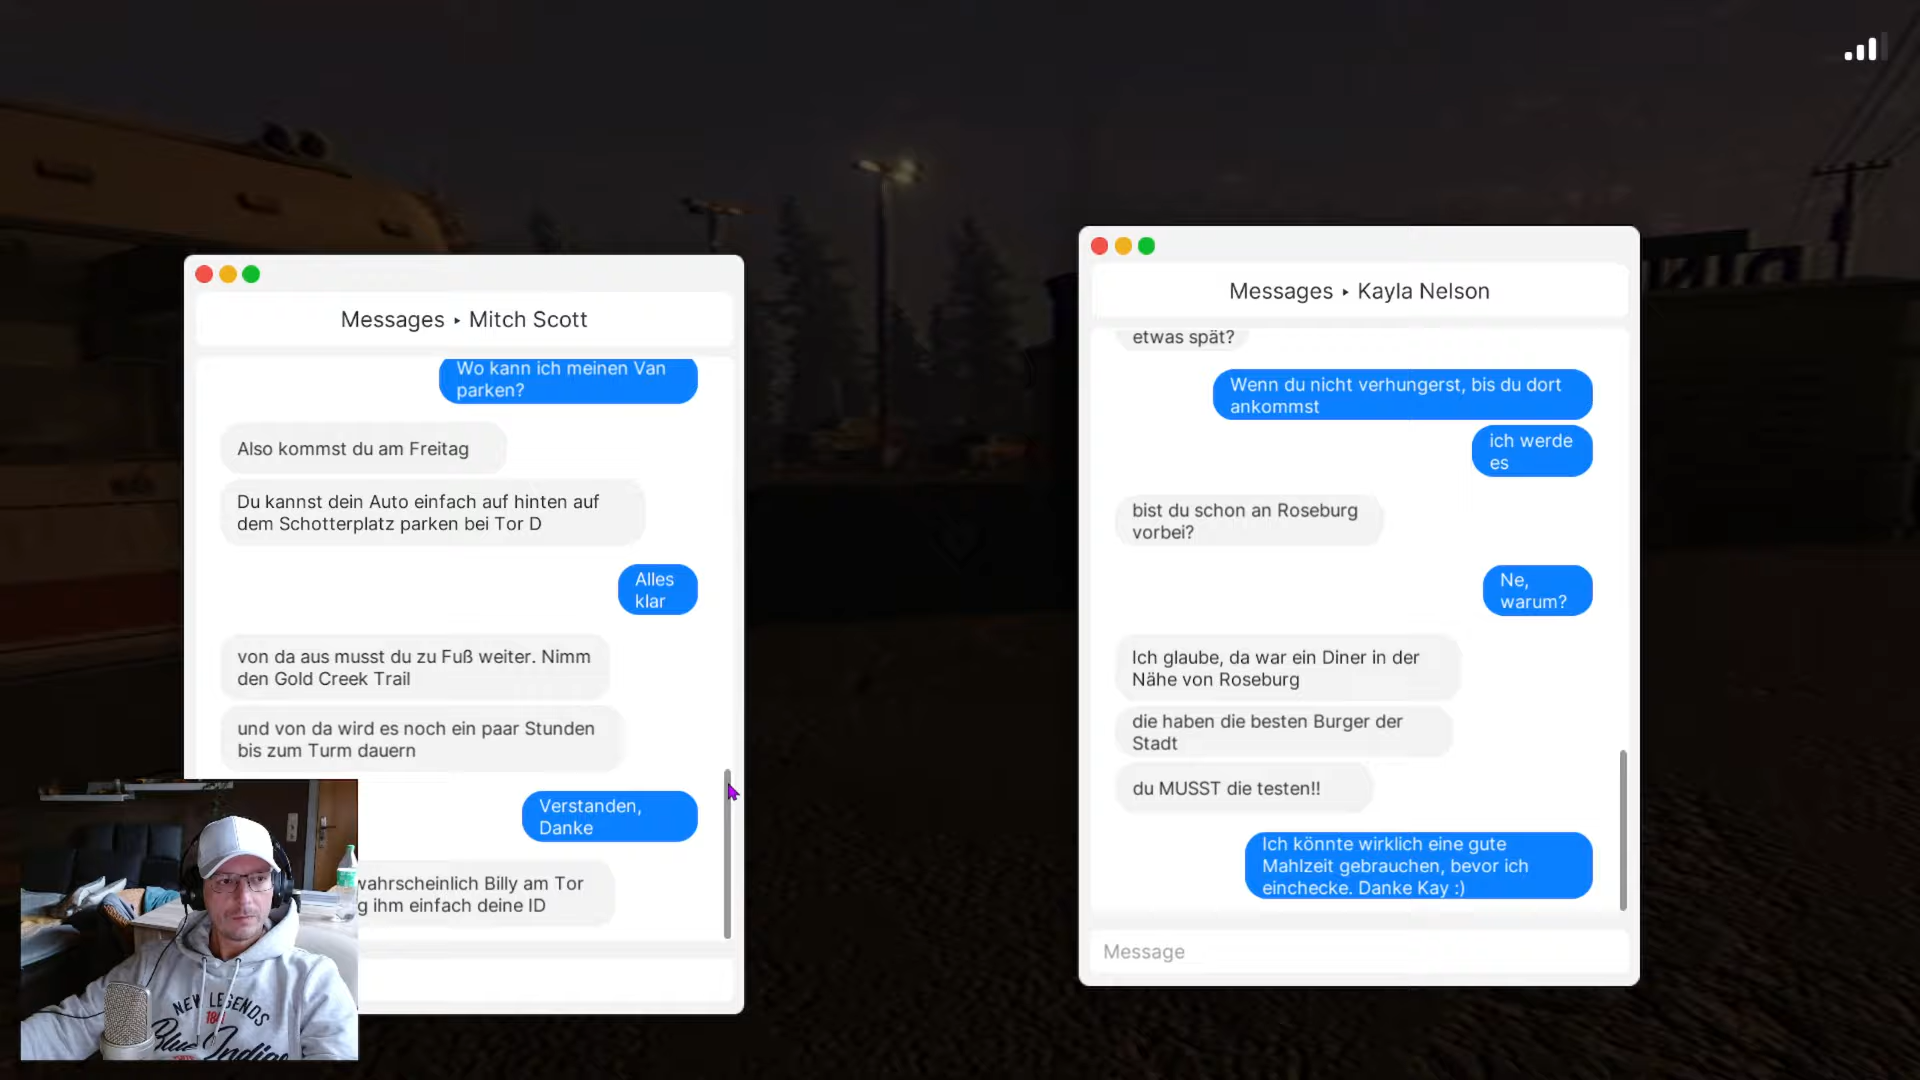 Messages ▸ Mitch Scott
Wo kann ich meinen Van
parken?
Also kommst du am Freitag
Du kannst dein Auto einfach auf hinten auf
dem Schotterplatz parken bei Tor D
Alles
klar
von da aus musst du zu Fuß weiter. Nimm
den Gold Creek Trail
und von da wird es noch ein paar Stunden
bis zum Turm dauern
Verstanden,
Danke
wahrscheinlich Billy am Tor
ihm einfach deine ID
Messages ▸ Kayla Nelson
etwas spät?
Wenn du nicht verhungerst, bis du dort
ankommst
ich werde
es
bist du schon an Roseburg
vorbei?
Ne,
warum?
Ich glaube, da war ein Diner in der
Nähe von Roseburg
die haben die besten Burger der
Stadt
du MUSST die testen!!
Ich könnte wirklich eine gute
Mahlzeit gebrauchen, bevor ich
einchecke. Danke Kay :)
Message
NEW LEGENDS
Blue Indigo